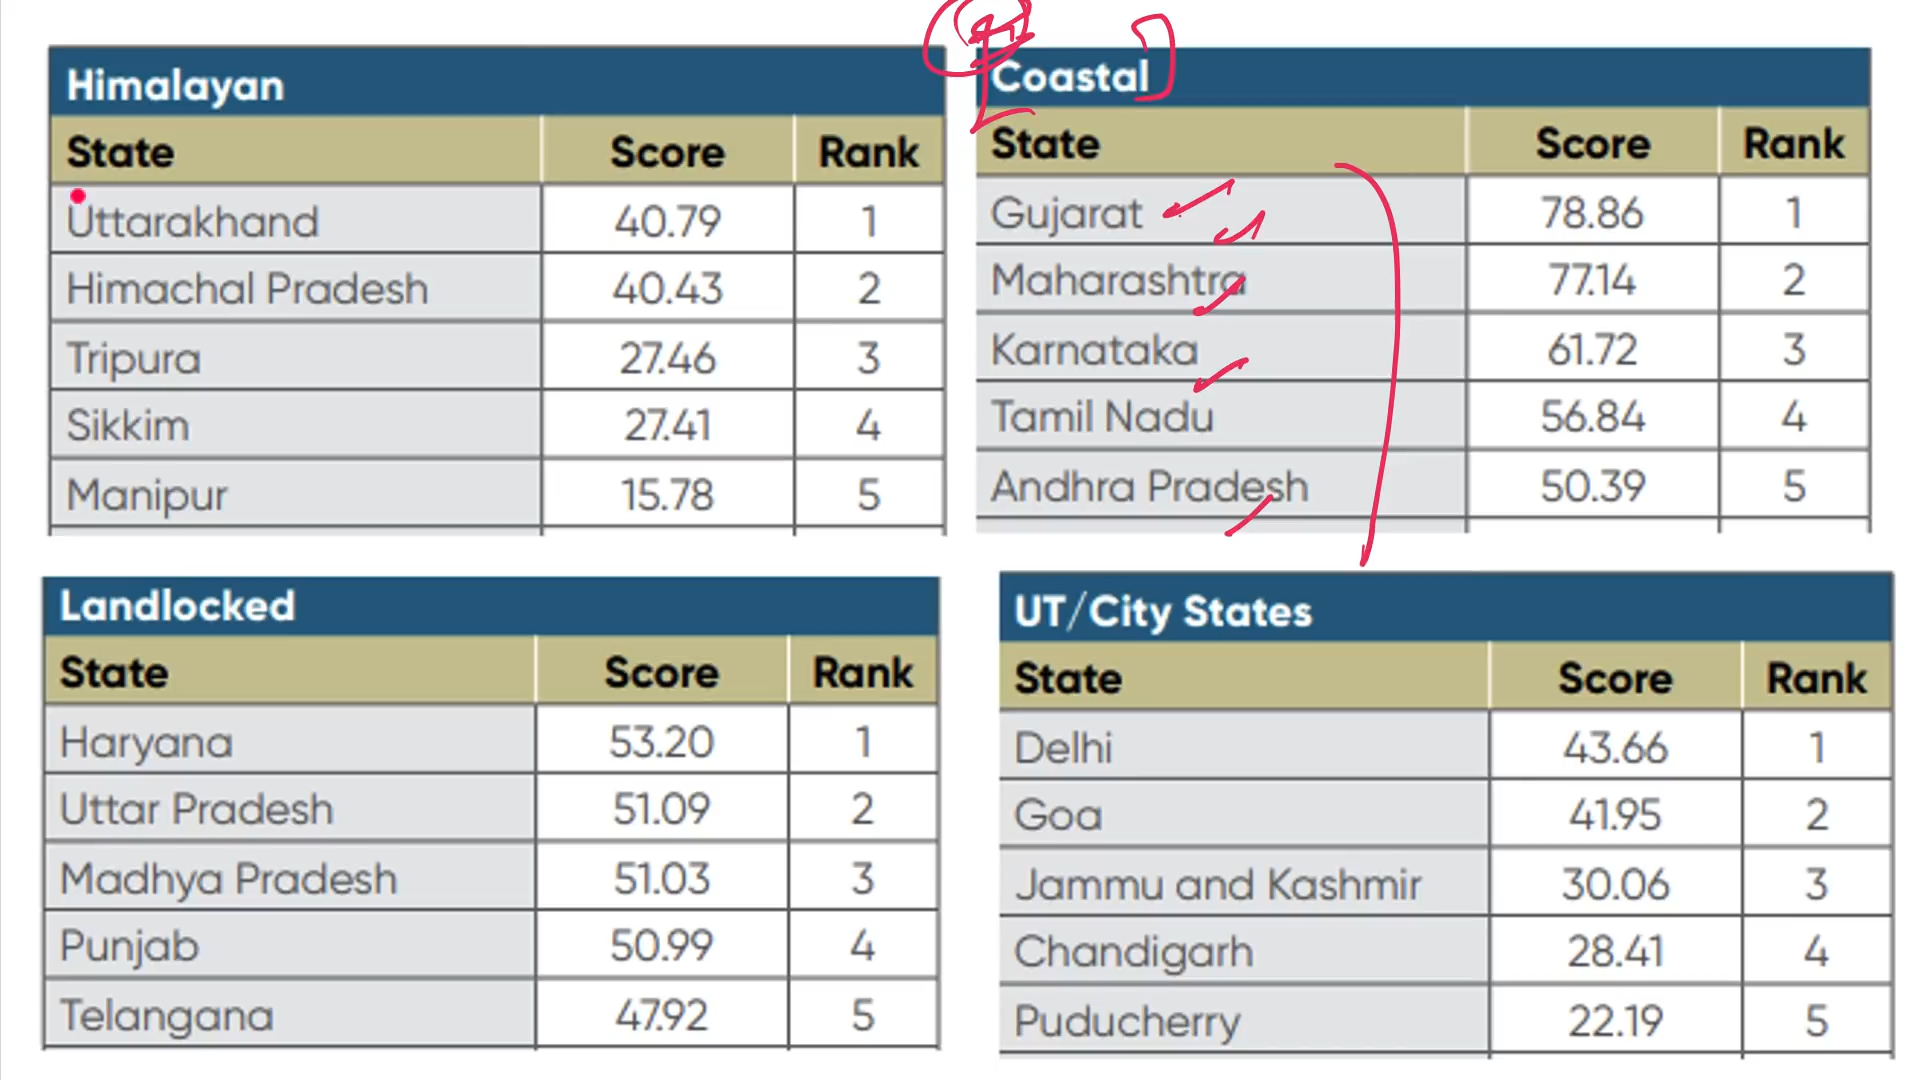 Himalayan
State Score Rank
Uttarakhand 40.79 1
Himachal Pradesh 40.43 2
Tripura 27.46 3
Sikkim 27.41 4
Manipur 15.78 5
Coastal
State Score Rank
Gujarat 78.86 1
Maharashtra 77.14 2
Karnataka 61.72 3
Tamil Nadu 56.84 4
Andhra Pradesh 50.39 5
Landlocked
State Score Rank
Haryana 53.20 1
Uttar Pradesh 51.09 2
Madhya Pradesh 51.03 3
Punjab 50.99 4
Telangana 47.92 5
UT/City States
State Score Rank
Delhi 43.66 1
Goa 41.95 2
Jammu and Kashmir 30.06 3
Chandigarh 28.41 4
Puducherry 22.19 5